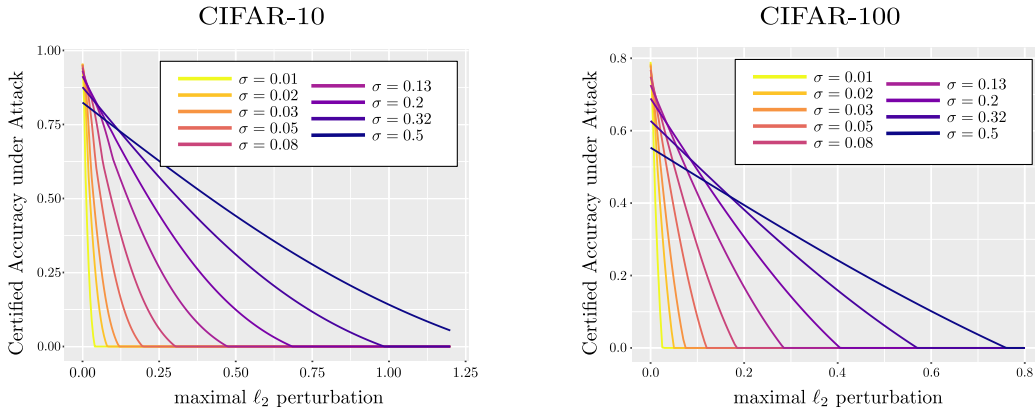 CIFAR-10
Certified Accuracy under Attack
1.00
0.75
0.50
0.25
0.00
σ = 0.01
σ = 0.02
σ = 0.03
σ = 0.05
σ = 0.08
σ = 0.13
σ = 0.2
σ = 0.32
σ = 0.5
0.00 0.25 0.50 0.75 1.00 1.25
maximal ℓ₂ perturbation
CIFAR-100
Certified Accuracy under Attack
0.8
0.6
0.4
0.2
0.0
σ = 0.01
σ = 0.02
σ = 0.03
σ = 0.05
σ = 0.08
σ = 0.13
σ = 0.2
σ = 0.32
σ = 0.5
0.0 0.2 0.4 0.6 0.8
maximal ℓ₂ perturbation